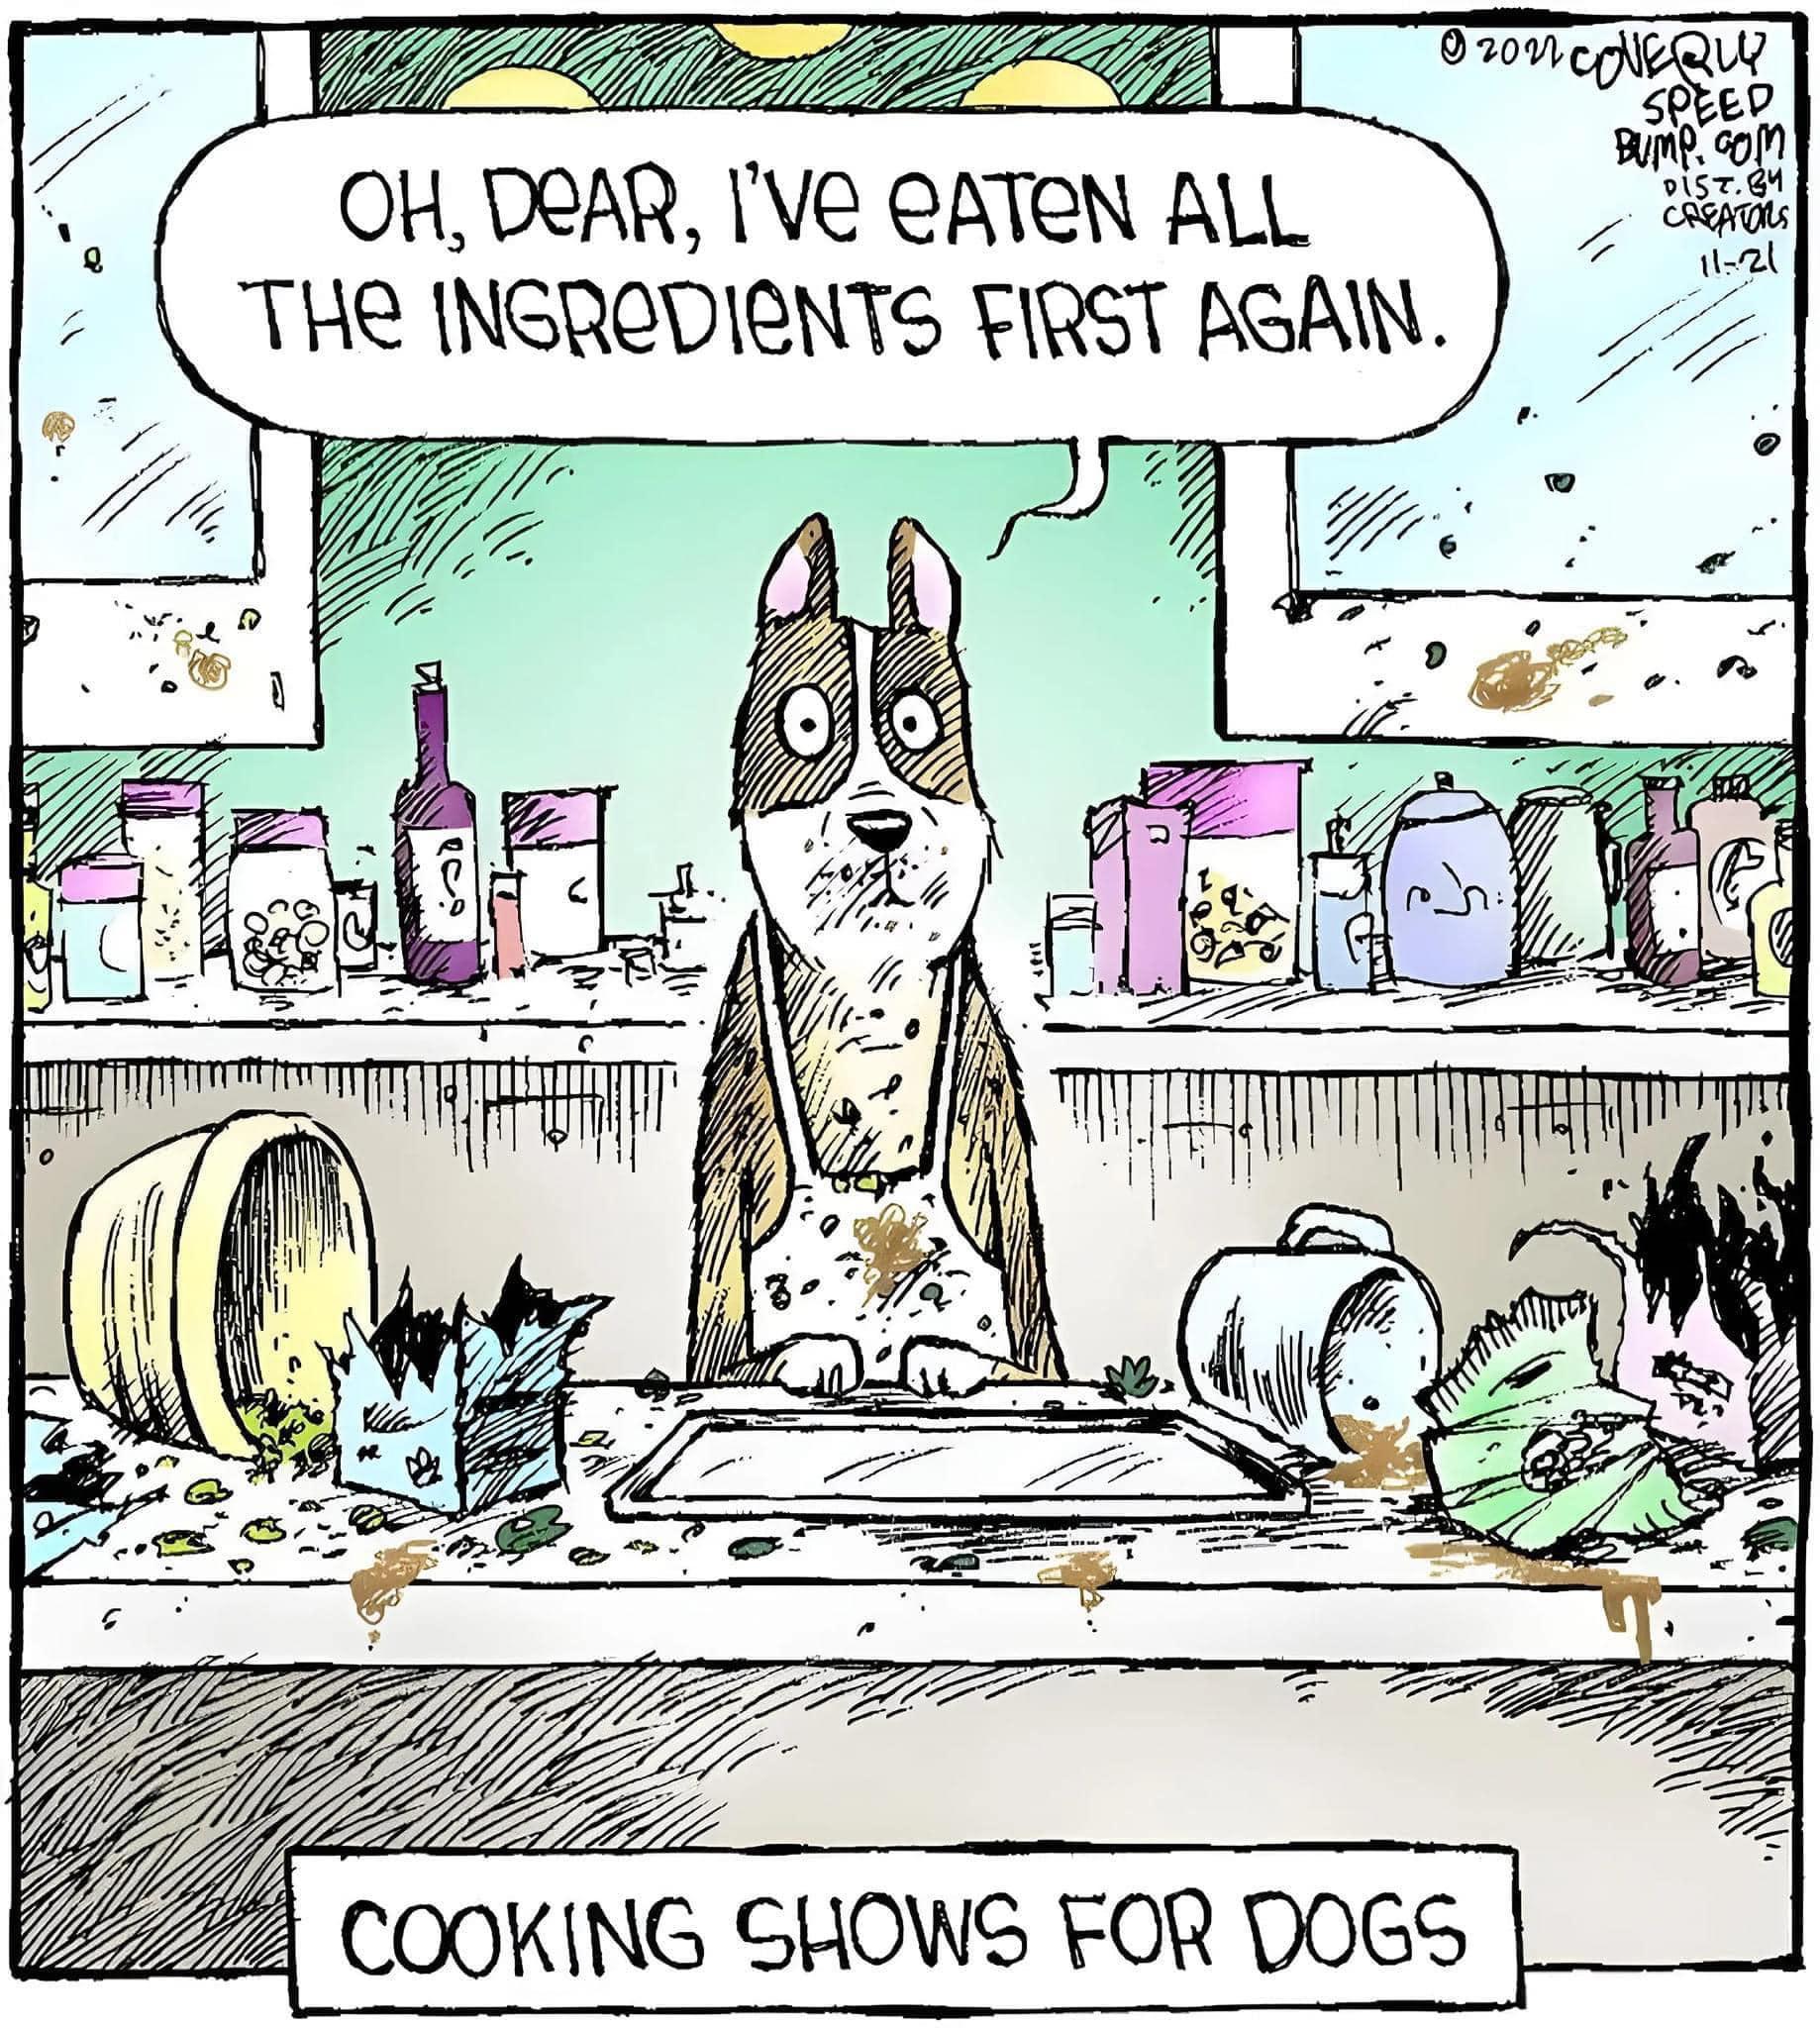 © 2022 COVERLY
SPEED
BUMP.COM
DIST. BY
CREATORS
11-21
OH, DeAR, I'Ve eATeN ALL
THe INGReDIeNTS FIRST AGAIN.
COOKING SHOWS FOR DOGS